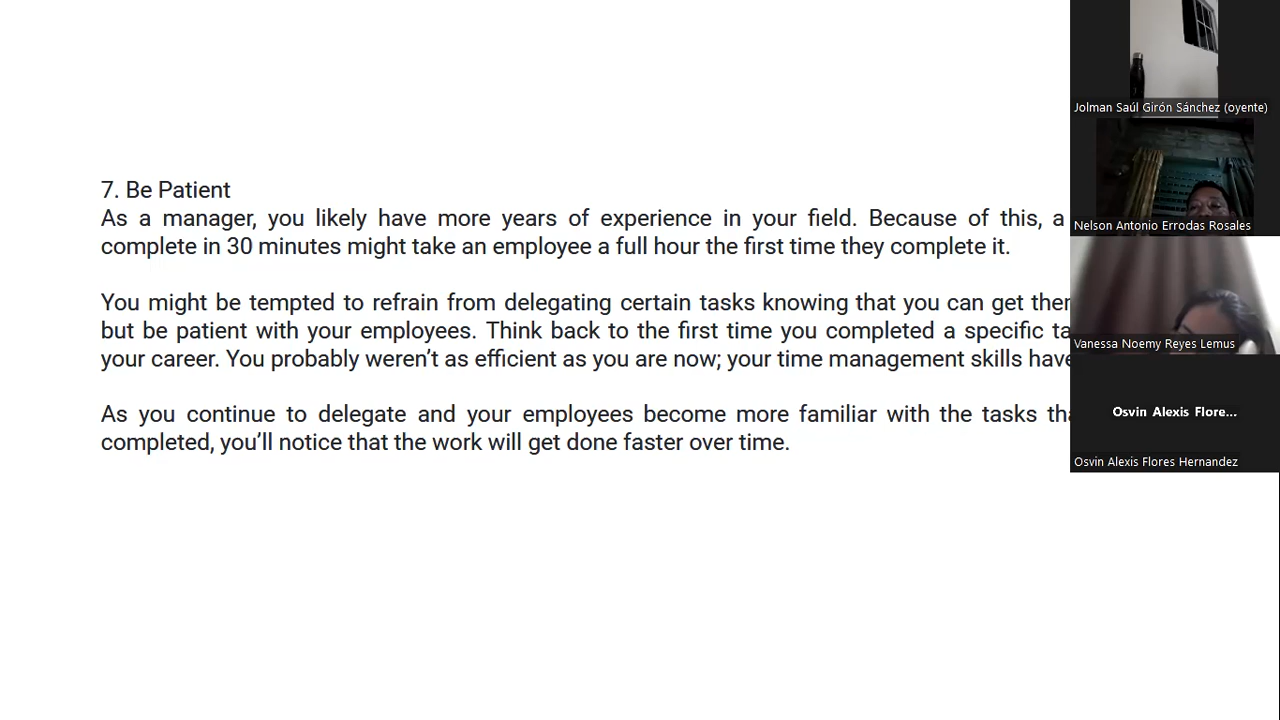 7. Be Patient
As a manager, you likely have more years of experience in your field. Because of this, a
complete in 30 minutes might take an employee a full hour the first time they complete it.
You might be tempted to refrain from delegating certain tasks knowing that you can get
but be patient with your employees. Think back to the first time you completed a specific
your career. You probably weren’t as efficient as you are now; your time management skills have
As you continue to delegate and your employees become more familiar with the tasks
completed, you’ll notice that the work will get done faster over time.
Jolman Saúl Girón Sánchez (oyente)
Nelson Antonio Errodas Rosales
Vanessa Noemy Reyes Lemus
Osvin Alexis Flore...
Osvin Alexis Flores Hernandez